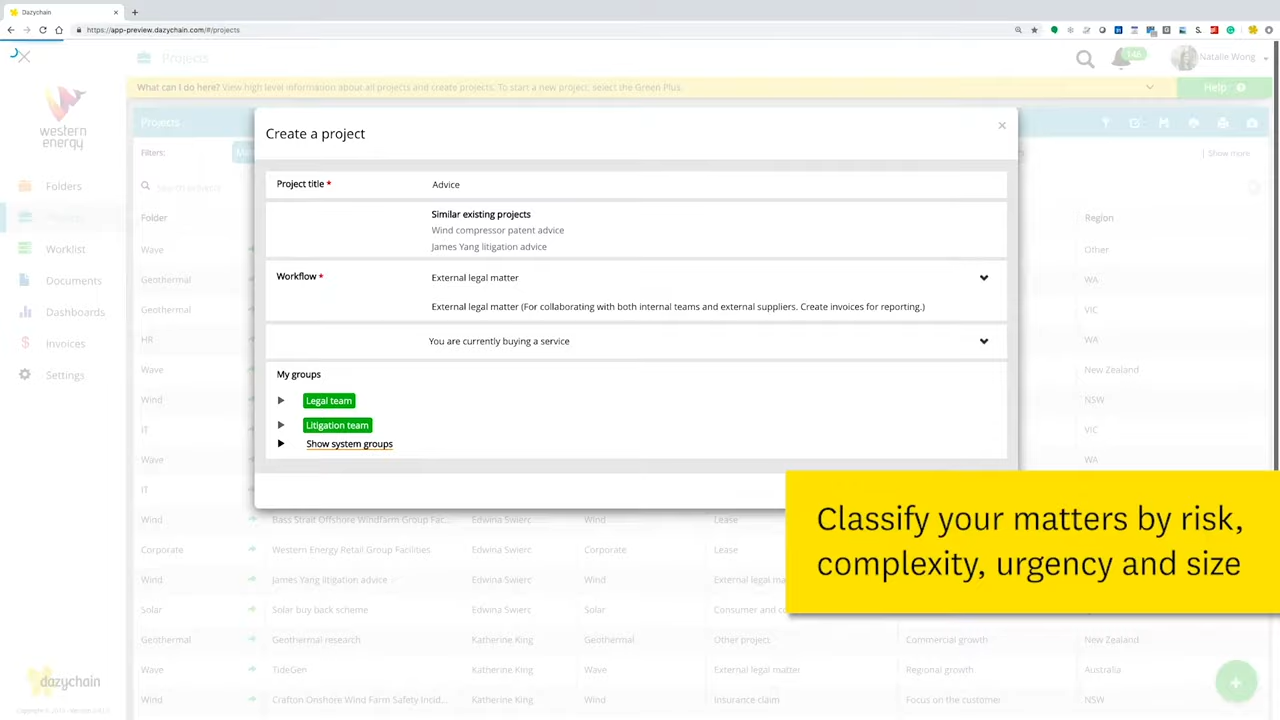 Dazychain
https://app-preview.dazychain.com/#/projects
Projects
146
Natalie Wong
What can I do here? View high level information about all projects and create projects. To start a new project, select the Green Plus.
Help
western
energy
Projects
Filters:
Show more
Folders
Worklist
Documents
Dashboards
Invoices
Settings
Create a project
Project title *
Advice
Similar existing projects
Wind compressor patent advice
James Yang litigation advice
Workflow *
External legal matter
External legal matter (For collaborating with both internal teams and external suppliers. Create invoices for reporting.)
You are currently buying a service
My groups
Legal team
Litigation team
Show system groups
Folder
Region
Wave
Other
Geothermal
WA
Geothermal
VIC
HR
WA
Wave
New Zealand
Wind
NSW
IT
VIC
Wave
WA
IT
Wind Bass Strait Offshore Windfarm Group Fac... Edwina Swierc Wind Lease
Corporate Western Energy Retail Group Facilities Edwina Swierc Corporate Lease
Wind James Yang litigation advice Edwina Swierc Wind External legal ma
Solar Solar buy back scheme Edwina Swierc Solar Consumer and co
Geothermal Geothermal research Katherine King Geothermal Other project Commercial growth New Zealand
Wave TideGen Katherine King Wave External legal matter Regional growth Australia
Wind Crafton Onshore Wind Farm Safety Incid... Katherine King Wind Insurance claim Focus on the customer NSW
Classify your matters by risk,
complexity, urgency and size
dazychain